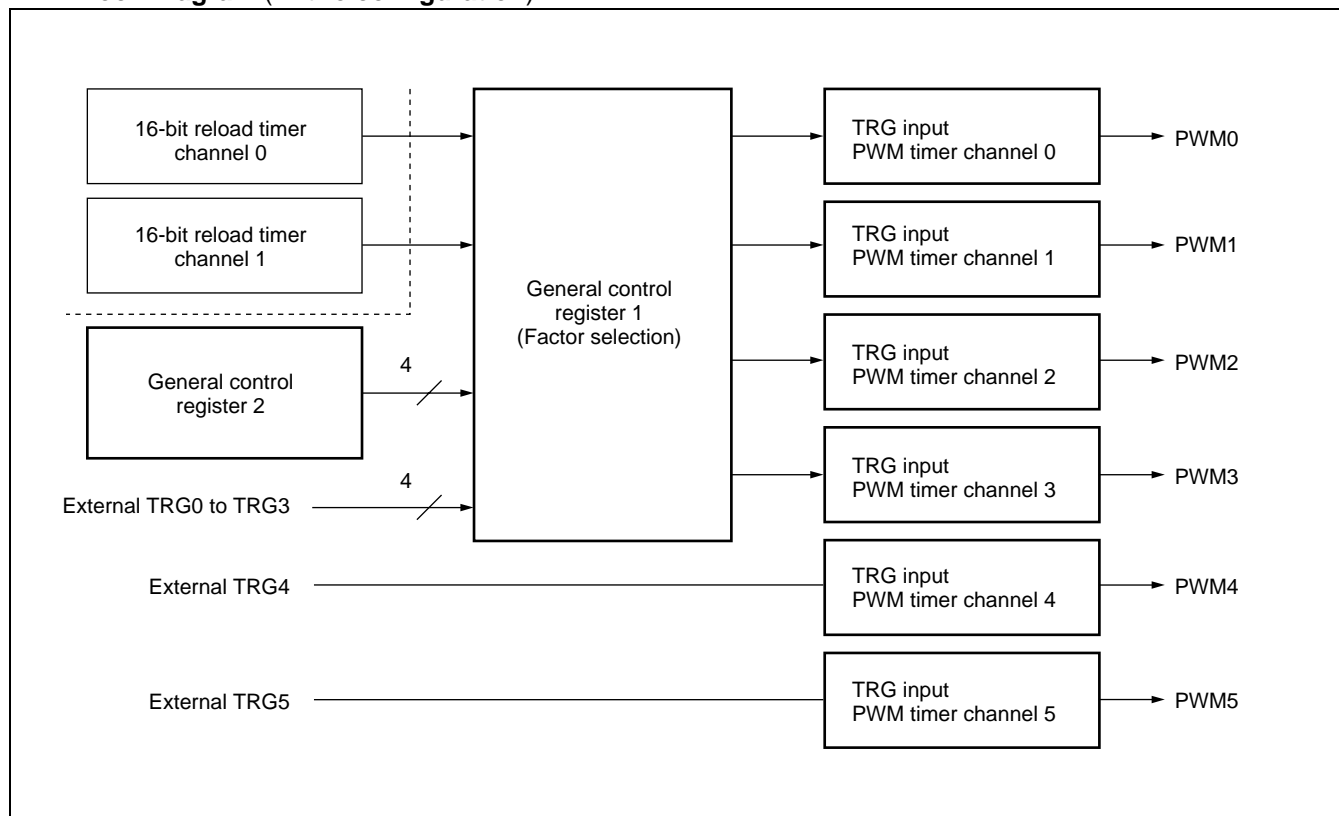 16-bit reload timer
channel 0
16-bit reload timer
channel 1
General control
register 2
4
External TRG0 to TRG3
4
External TRG4
External TRG5
General control
register 1
(Factor selection)
TRG input
PWM timer channel 0
PWM0
TRG input
PWM timer channel 1
PWM1
TRG input
PWM timer channel 2
PWM2
TRG input
PWM timer channel 3
PWM3
TRG input
PWM timer channel 4
PWM4
TRG input
PWM timer channel 5
PWM5